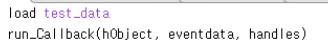 load test_data
run_Callback(hObject, eventdata, handles)